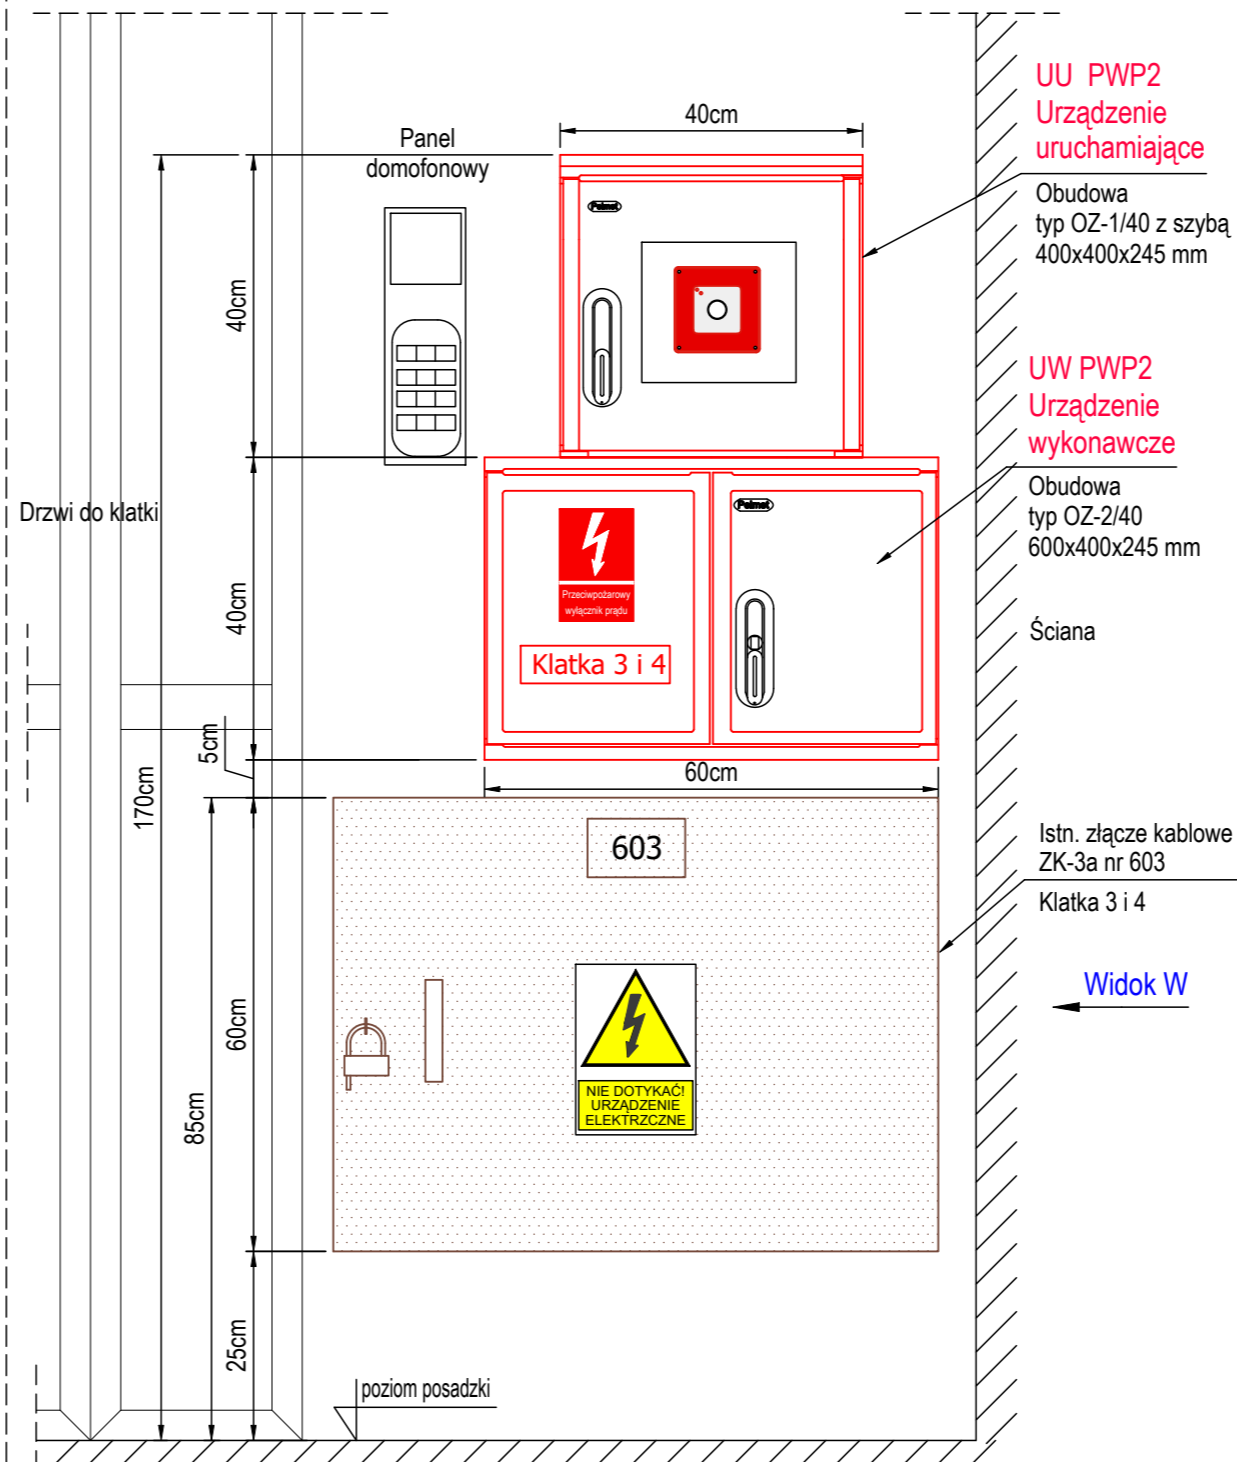 UU PWP2
Urządzenie
uruchamiające
Obudowa
typ OZ-1/40 z szybą
400x400x245 mm
40cm
Panel
domofonowy
Pelmet
40cm
UW PWP2
Urządzenie
wykonawcze
Obudowa
typ OZ-2/40
600x400x245 mm
Drzwi do klatki
Pelmet
Przeciwpożarowy
wyłącznik prądu
40cm
Klatka 3 i 4
Ściana
5cm
170cm
60cm
603
Istn. złącze kablowe
ZK-3a nr 603
Klatka 3 i 4
Widok W
60cm
85cm
NIE DOTYKAĆ!
URZĄDZENIE
ELEKTRZCZNE
25cm
poziom posadzki